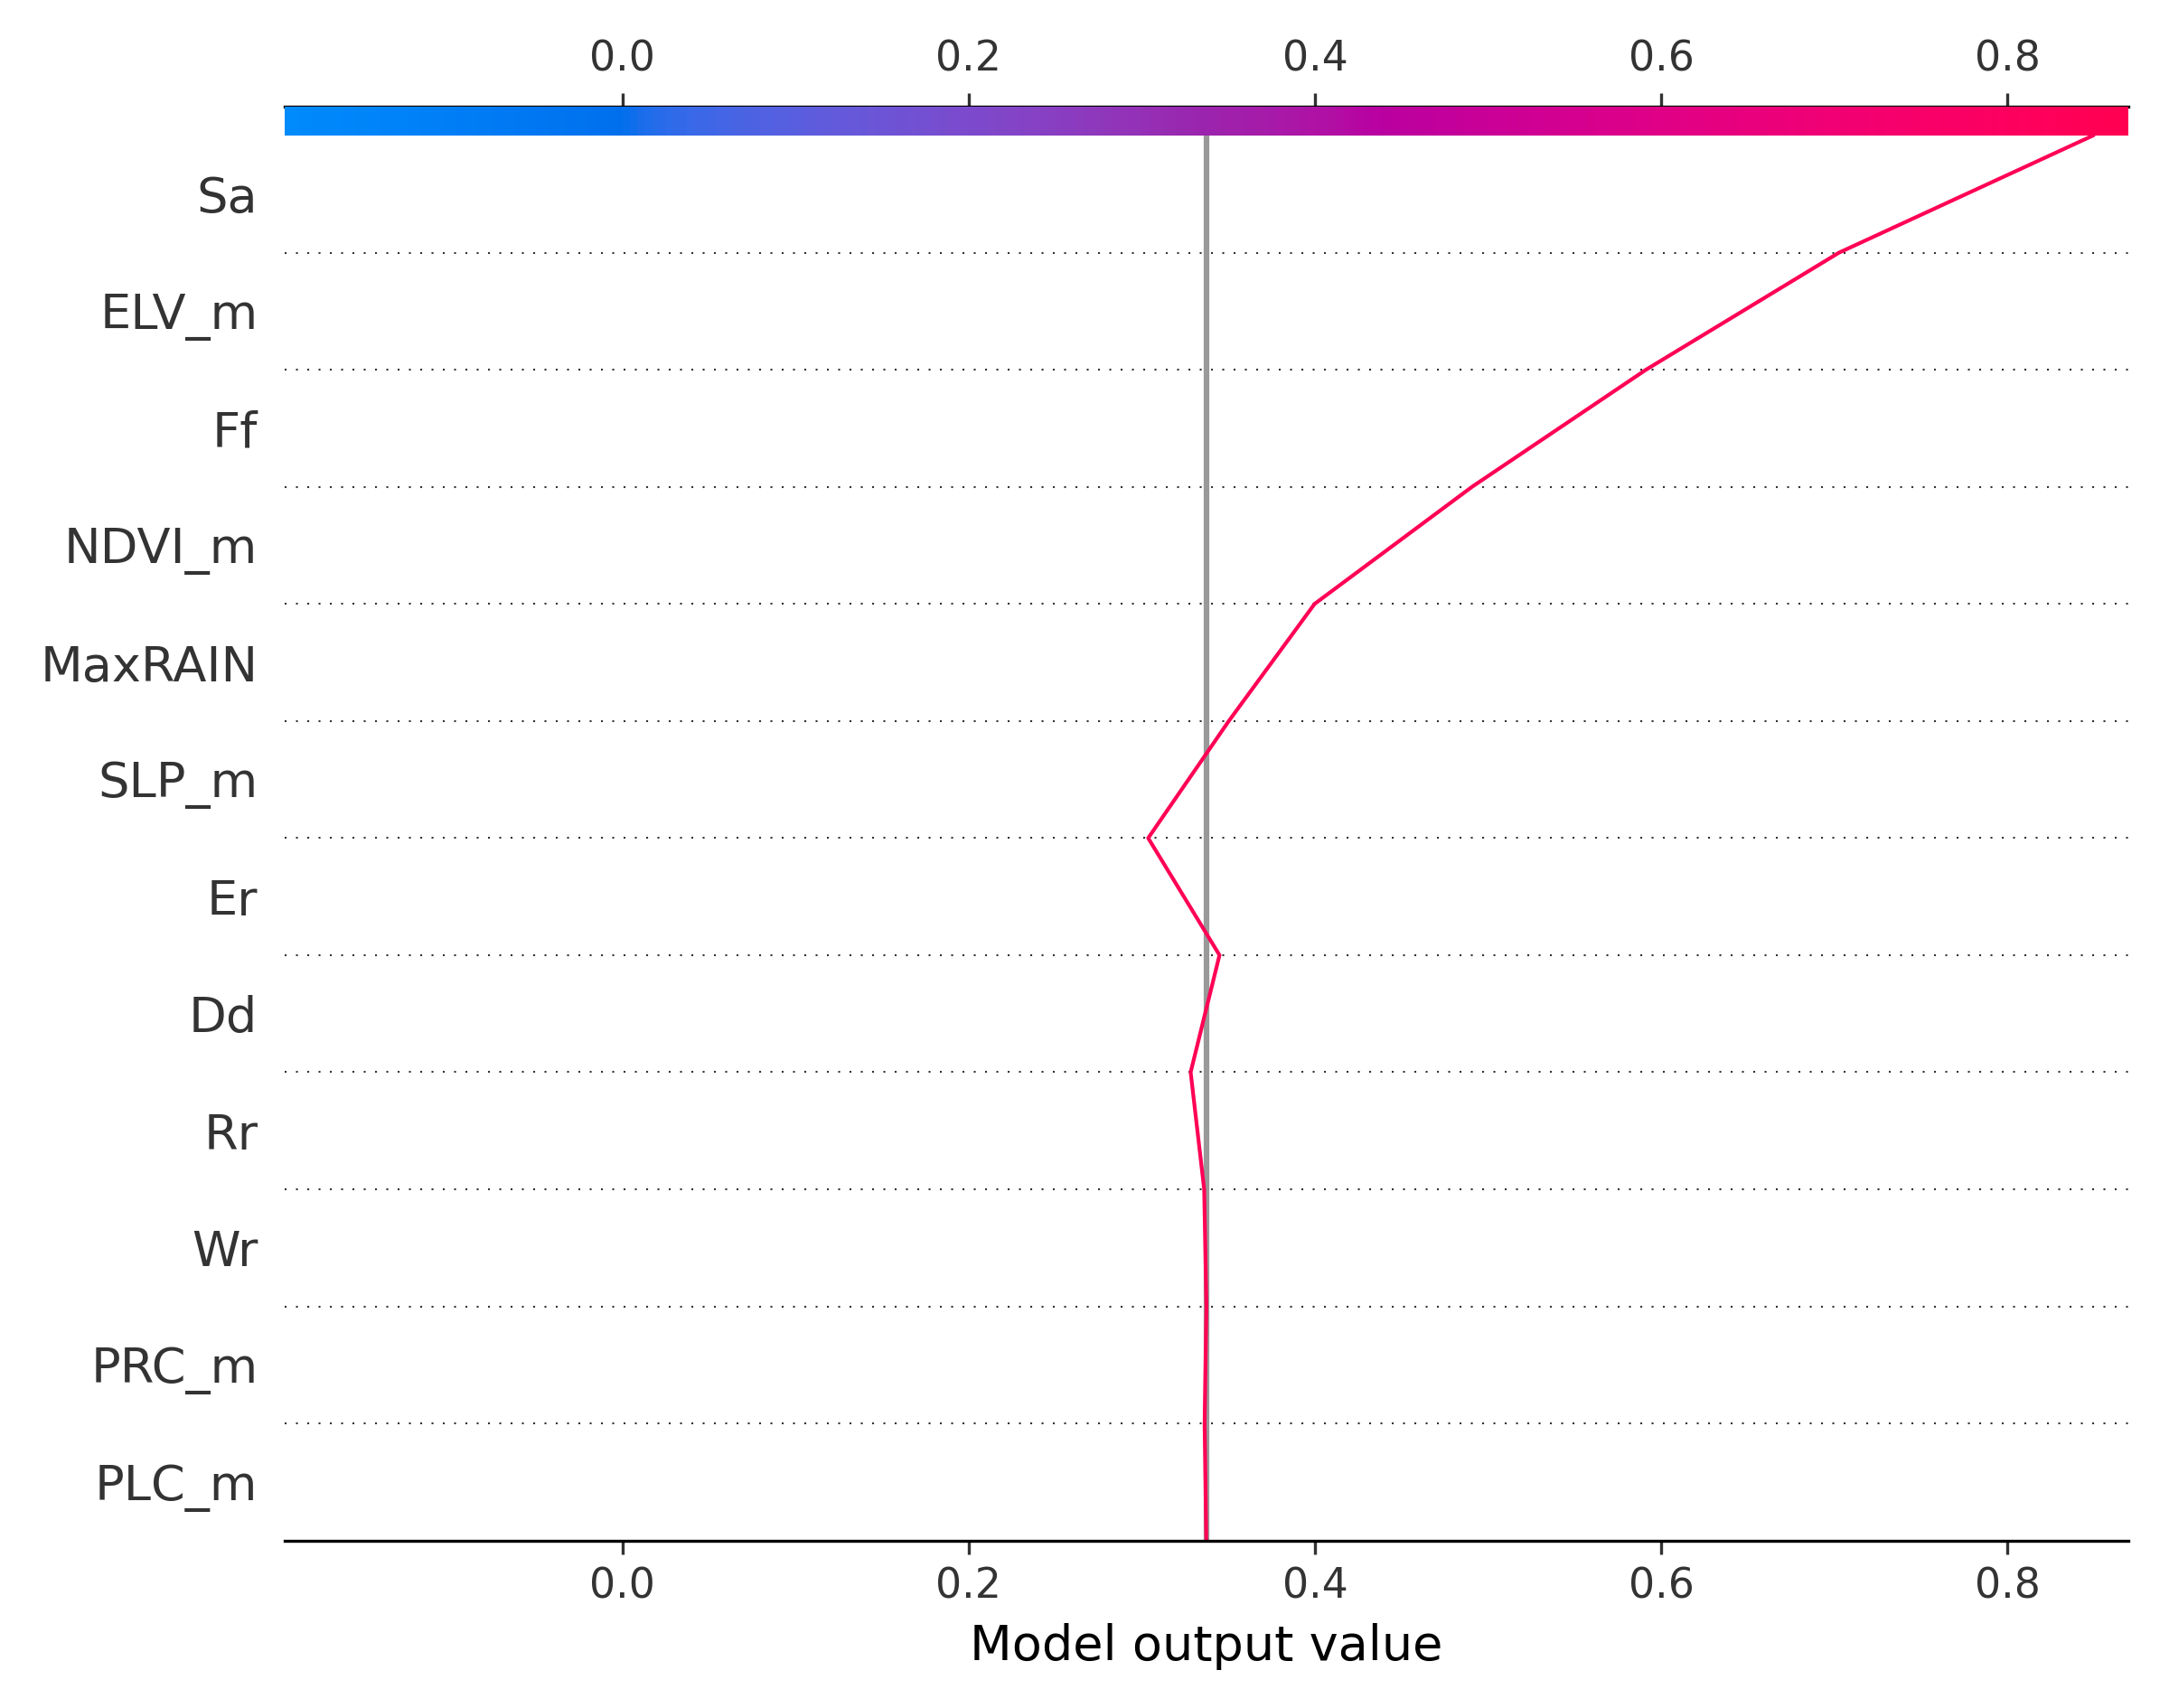 0.0 0.2 0.4 0.6 0.8
Sa
ELV_m
Ff
NDVI_m
MaxRAIN
SLP_m
Er
Dd
Rr
Wr
PRC_m
PLC_m
0.0 0.2 0.4 0.6 0.8
Model output value